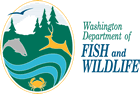 Washington
Department of
FISH and
WILDLIFE